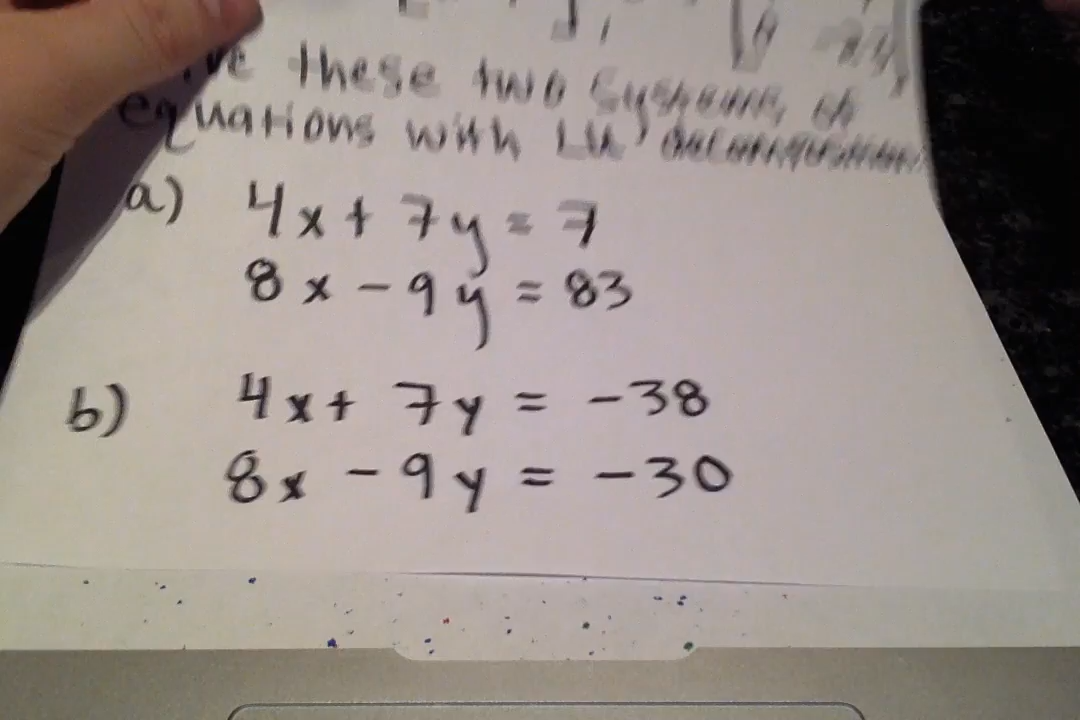 these two systems of
equations with LU decomposition
a) 4x + 7y = 7
8x - 9y = 83
b) 4x + 7y = -38
8x - 9y = -30